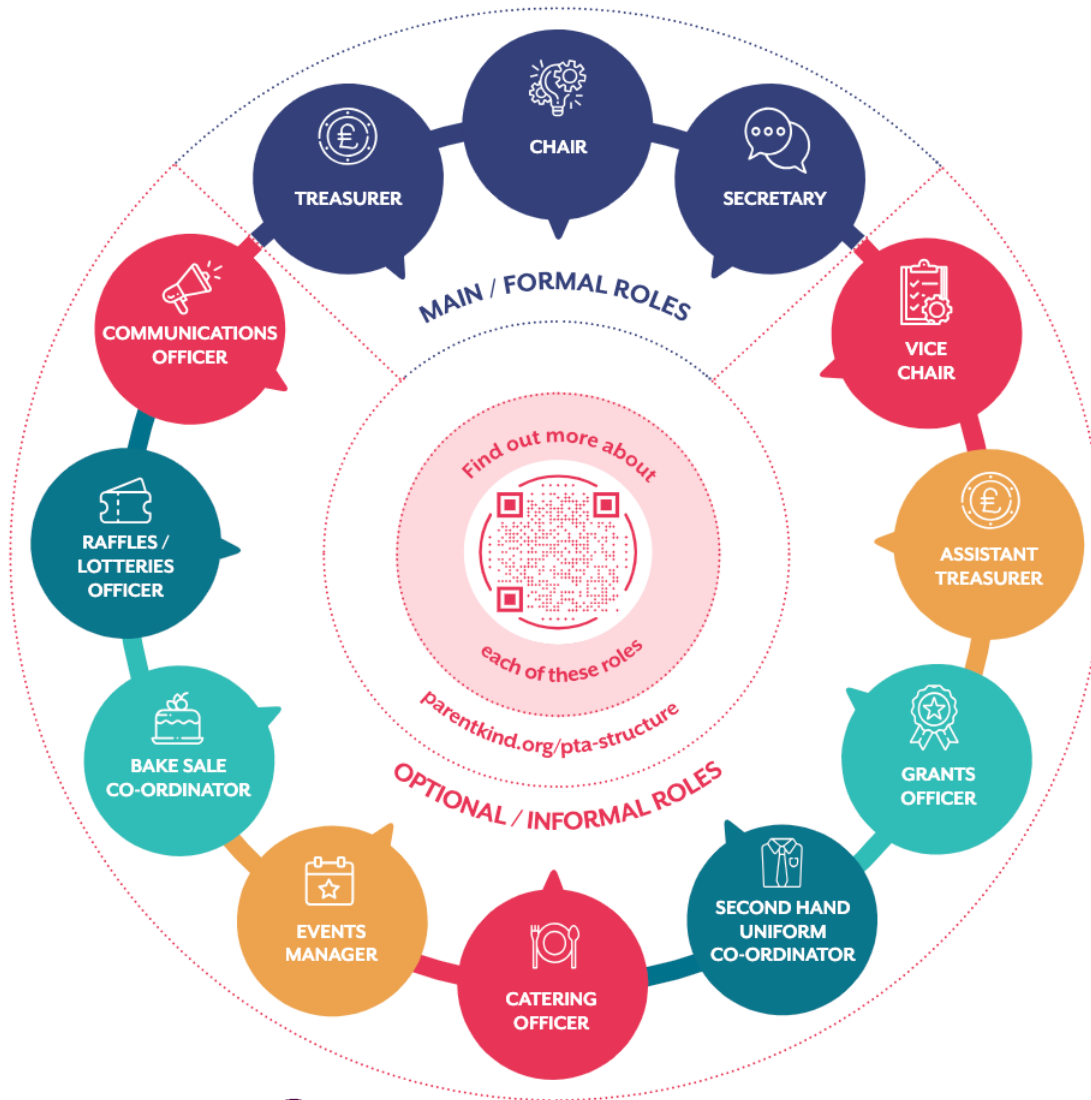 CHAIR
TREASURER
SECRETARY
MAIN / FORMAL ROLES
COMMUNICATIONS
OFFICER
VICE
CHAIR
Find out more about
each of these roles
parentkind.org/pta-structure
OPTIONAL / INFORMAL ROLES
RAFFLES /
LOTTERIES
OFFICER
ASSISTANT
TREASURER
BAKE SALE
CO-ORDINATOR
GRANTS
OFFICER
EVENTS
MANAGER
SECOND HAND
UNIFORM
CO-ORDINATOR
CATERING
OFFICER